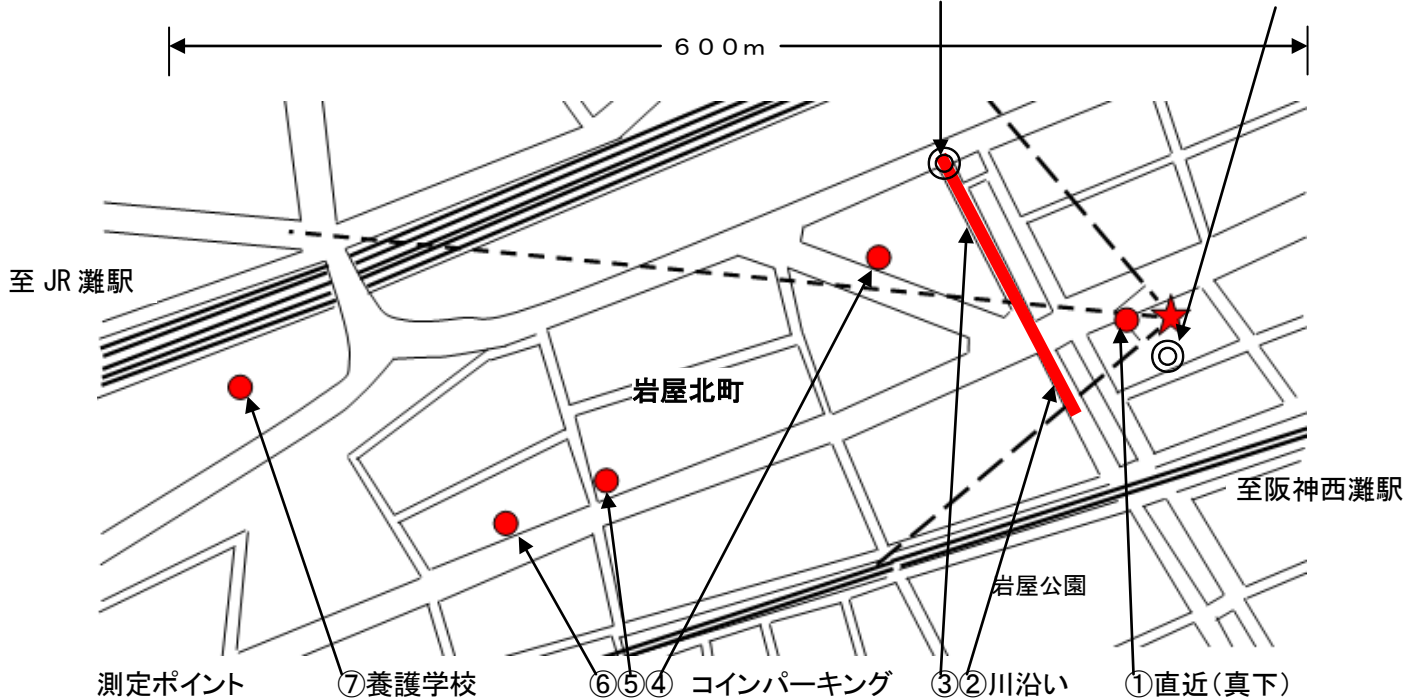 ６００ｍ
至 JR 灘駅
岩屋北町
至阪神西灘駅
岩屋公園
測定ポイント ⑦養護学校 ⑥⑤④ コインパーキング ③②川沿い ①直近（真下）